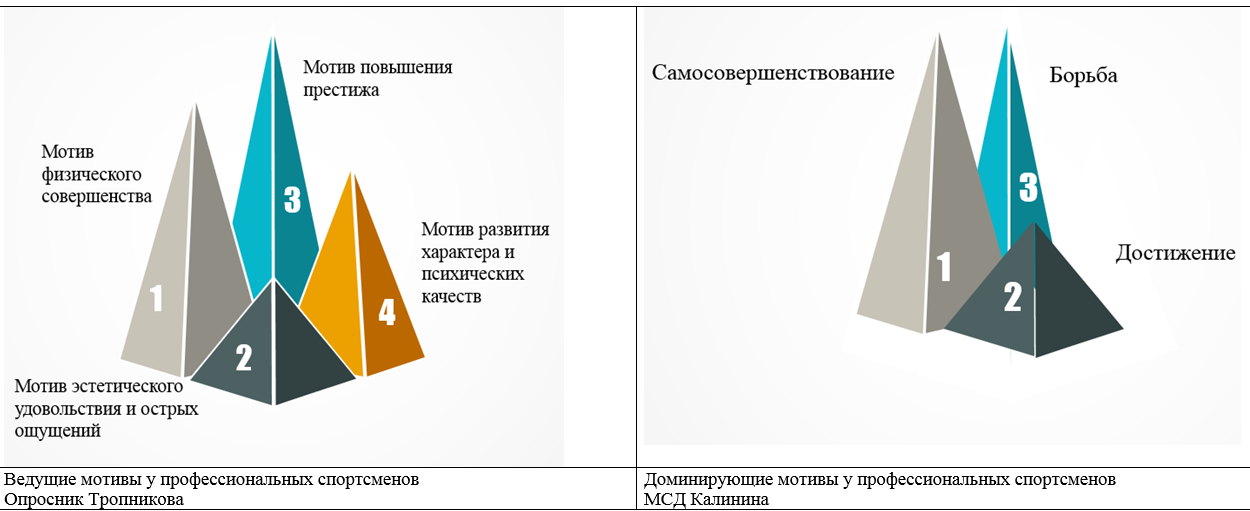 Мотив повышения
престижа
Мотив
физического
совершенства
3
Мотив развития
характера и
психических
качеств
1
4
2
Мотив эстетического
удовольствия и острых
ощущений
Ведущие мотивы у профессиональных спортсменов
Опросник Тропникова
Самосовершенствование
Борьба
3
Достижение
1
2
Доминирующие мотивы у профессиональных спортсменов
МСД Калинина